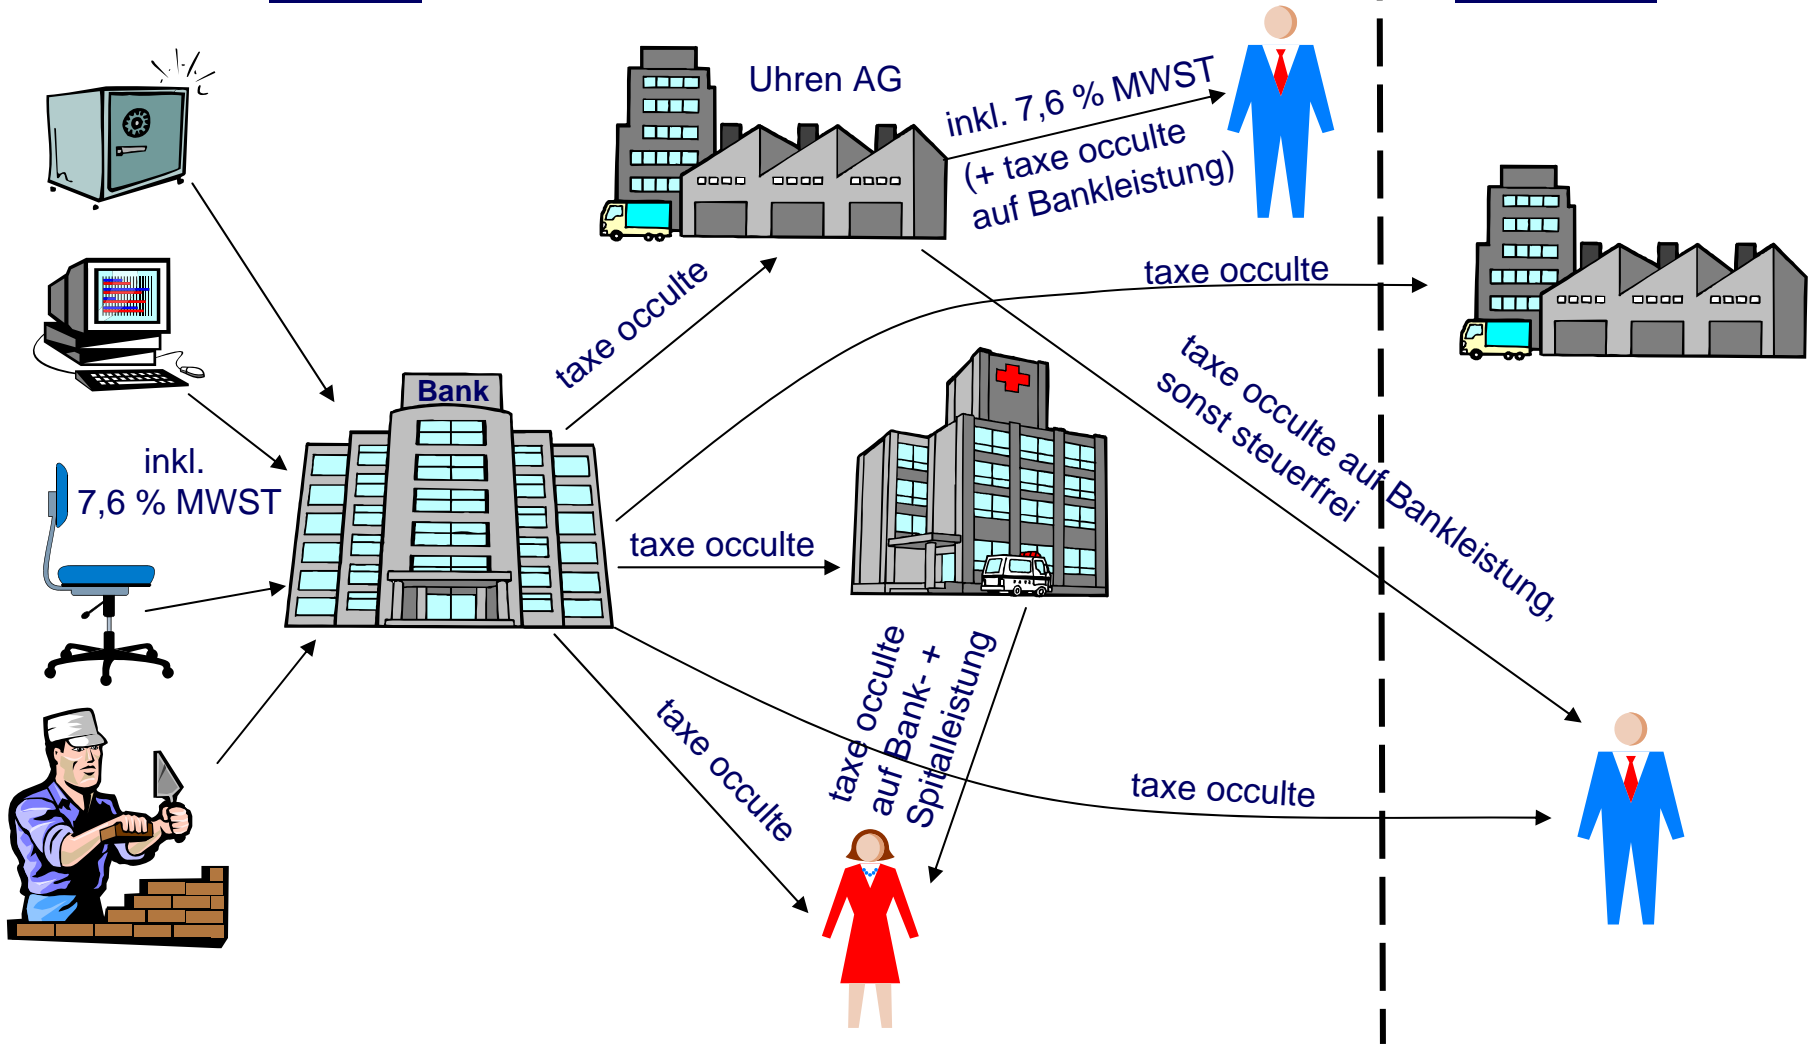 Uhren AG
inkl. 7,6 % MWST
(+ taxe occulte
auf Bankleistung)
taxe occulte
taxe occulte
taxe occulte auf Bankleistung,
sonst steuerfrei
Bank
inkl.
7,6 % MWST
taxe occulte
taxe occulte
auf Bank- +
Spitalleistung
taxe occulte
taxe occulte